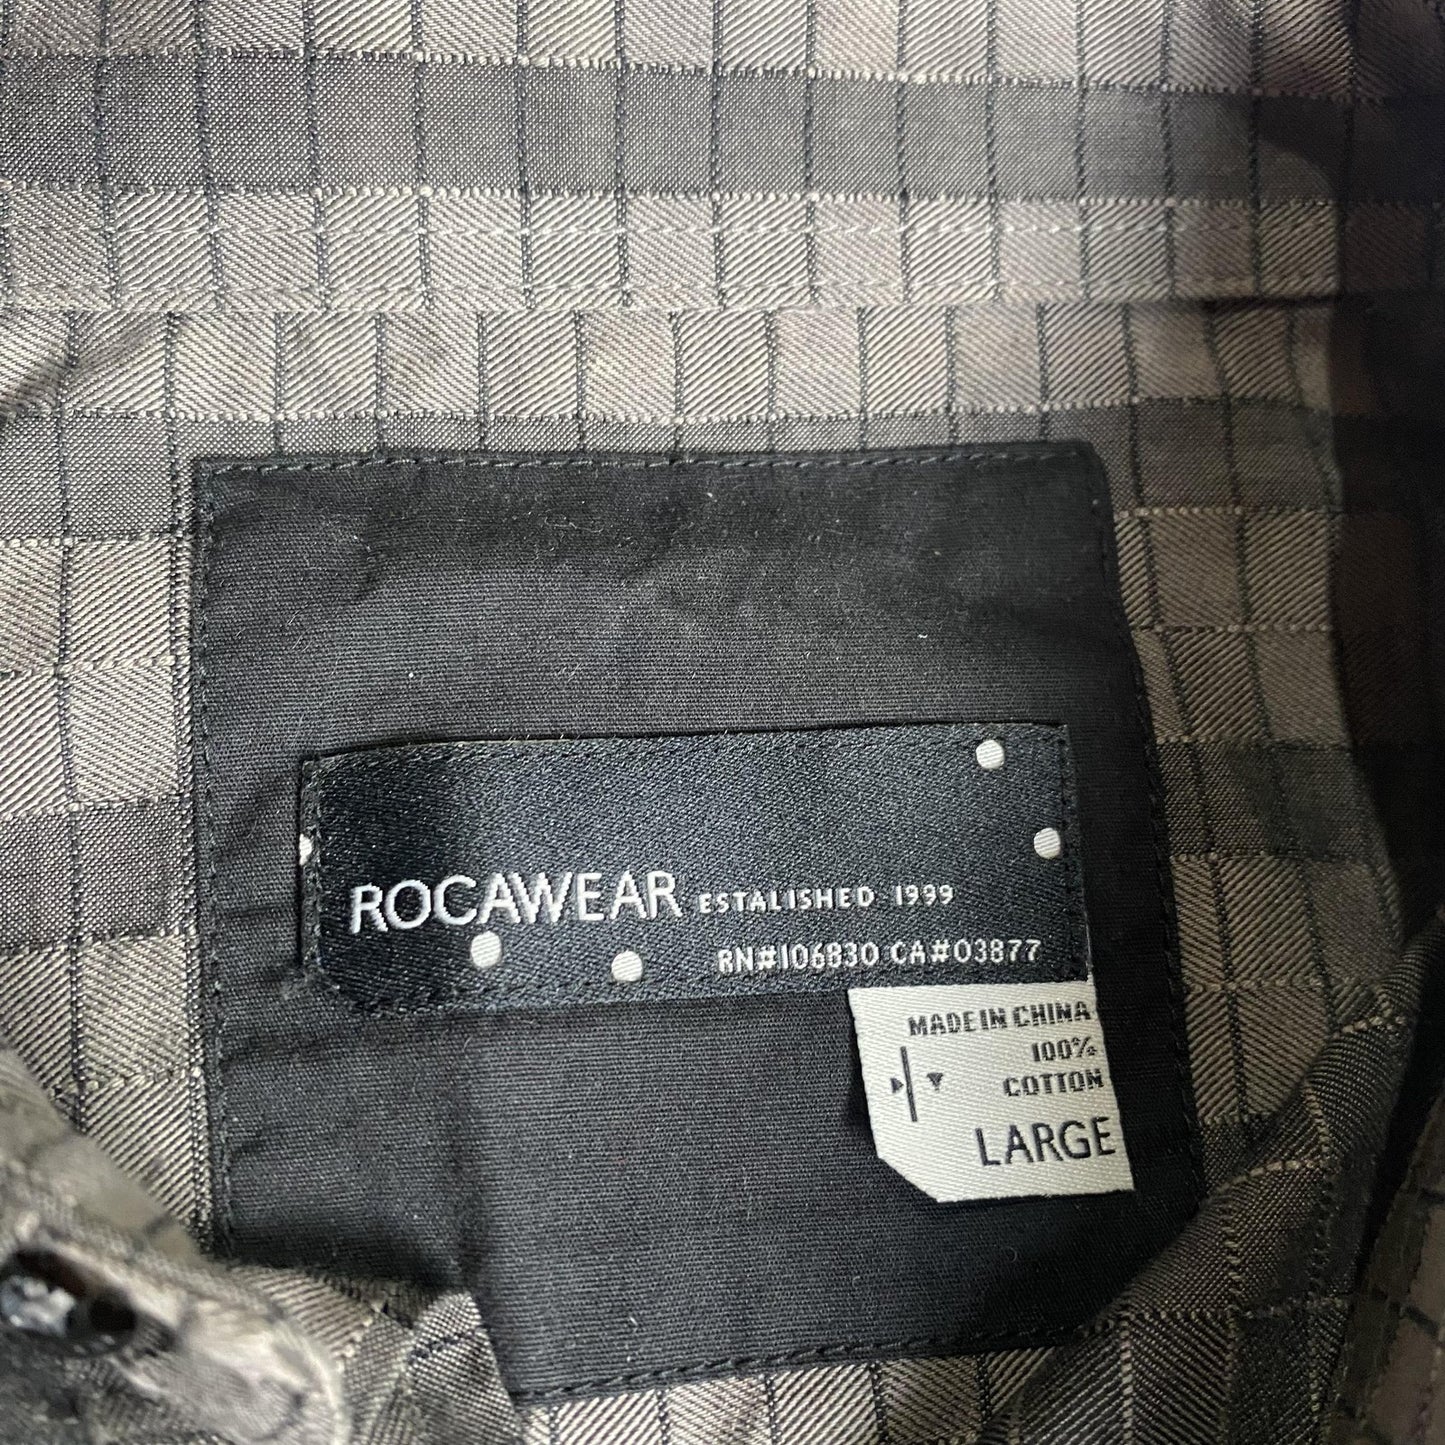 ROCAWEAR ESTALISHED 1999
RN#106830 CA#03877
MADE IN CHINA
100%
COTTON
LARGE